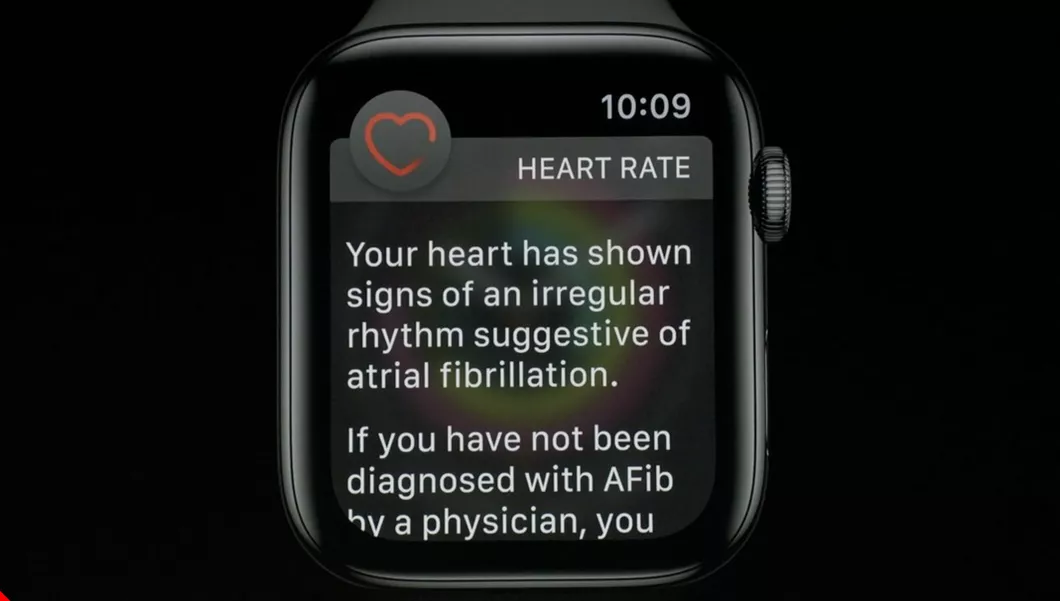 10:09
HEART RATE
Your heart has shown
signs of an irregular
rhythm suggestive of
atrial fibrillation.
If you have not been
diagnosed with AFib
by a physician, you